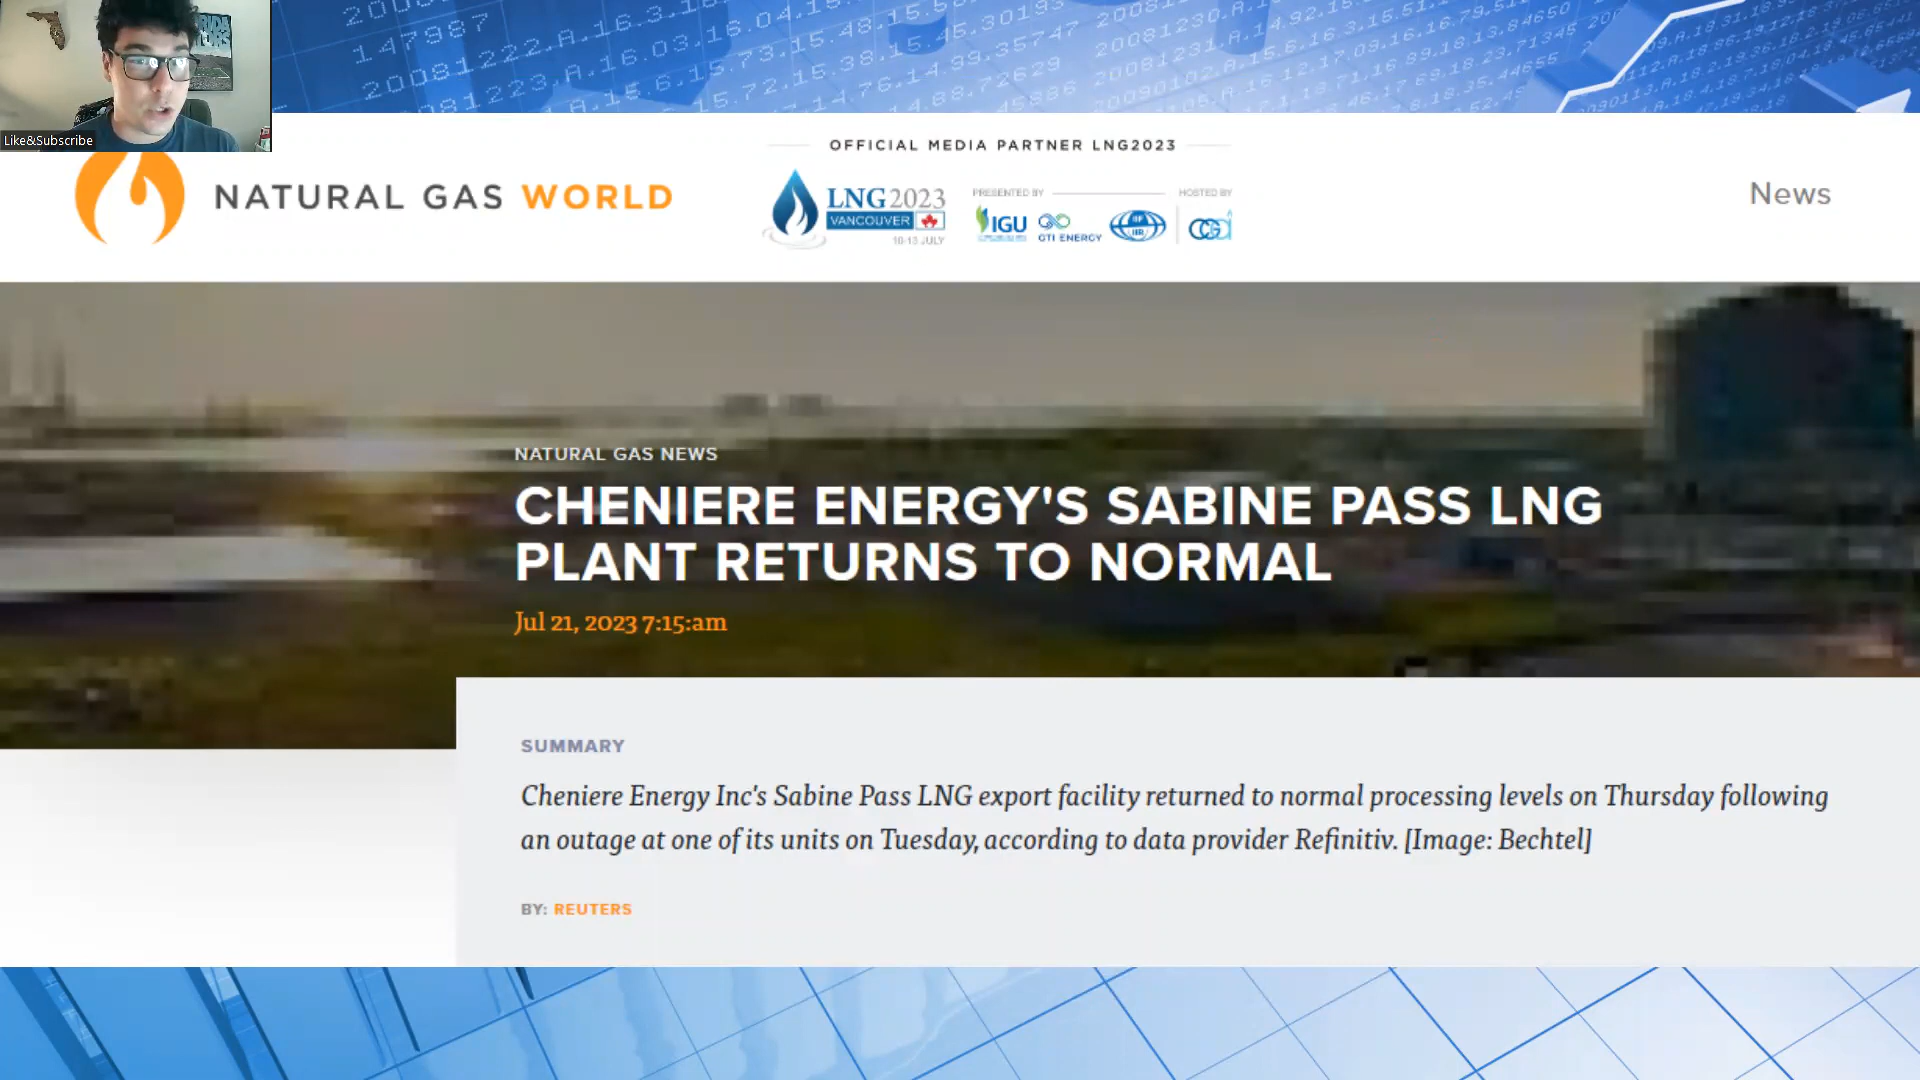 Like&Subscribe
OFFICIAL MEDIA PARTNER LNG2023
NATURAL GAS WORLD
LNG2023
VANCOUVER
10-13 JULY
PRESENTED BY
HOSTED BY
IGU
GTI ENERGY
News
NATURAL GAS NEWS
CHENIERE ENERGY'S SABINE PASS LNG
PLANT RETURNS TO NORMAL
Jul 21, 2023 7:15:am
SUMMARY
Cheniere Energy Inc's Sabine Pass LNG export facility returned to normal processing levels on Thursday following
an outage at one of its units on Tuesday, according to data provider Refinitiv. [Image: Bechtel]
BY: REUTERS